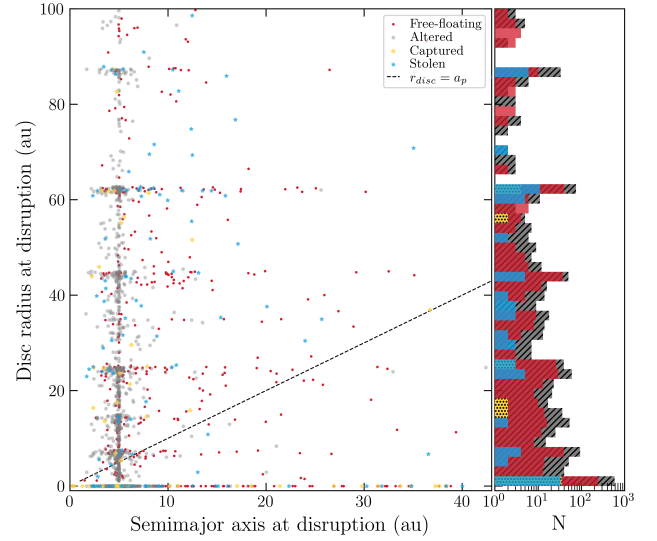 100
80
60
40
20
0
Disc radius at disruption (au)
0
10
20
30
40
Semimajor axis at disruption (au)
Free-floating
Altered
Captured
Stolen
r_disc = a_p
10^0
10^1
10^2
10^3
N